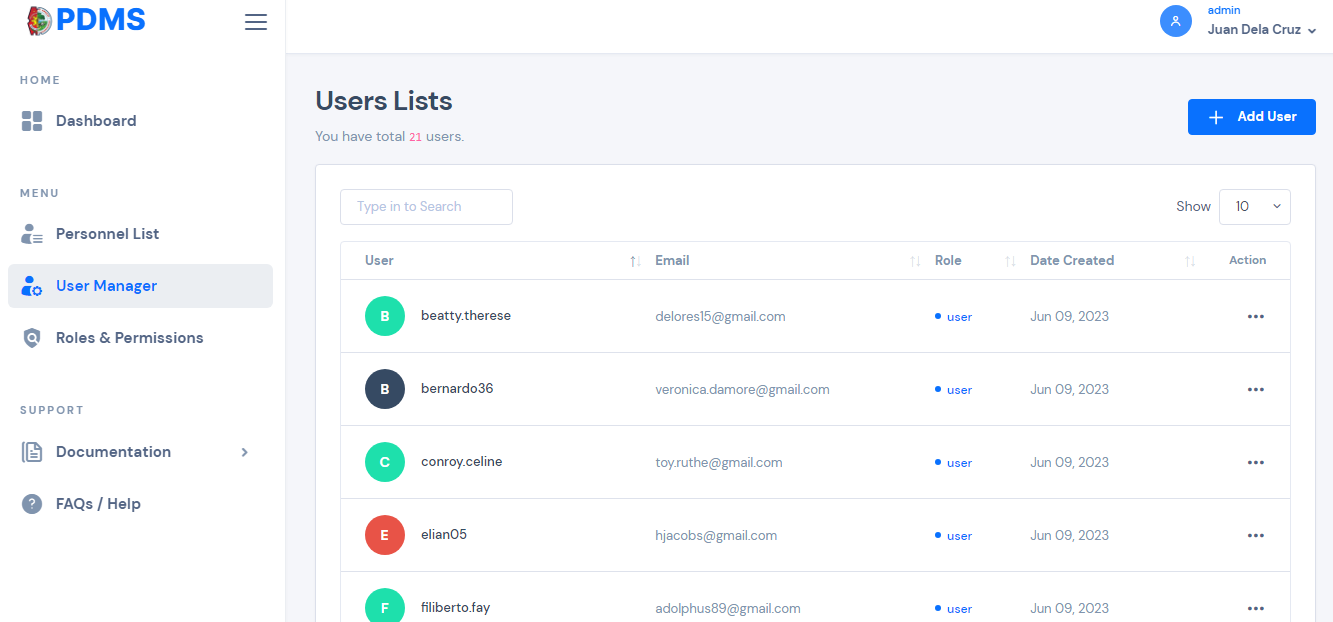 PDMS
admin
Juan Dela Cruz
HOME
Dashboard
MENU
Personnel List
User Manager
Roles & Permissions
SUPPORT
Documentation
FAQs / Help
Users Lists
You have total 21 users.
Add User
Type in to Search
Show 10
User Email Role Date Created Action
B beatty.therese delores15@gmail.com user Jun 09, 2023
B bernardo36 veronica.damore@gmail.com user Jun 09, 2023
C conroy.celine toy.ruthe@gmail.com user Jun 09, 2023
E elian05 hjacobs@gmail.com user Jun 09, 2023
F filiberto.fay adolphus89@gmail.com user Jun 09, 2023